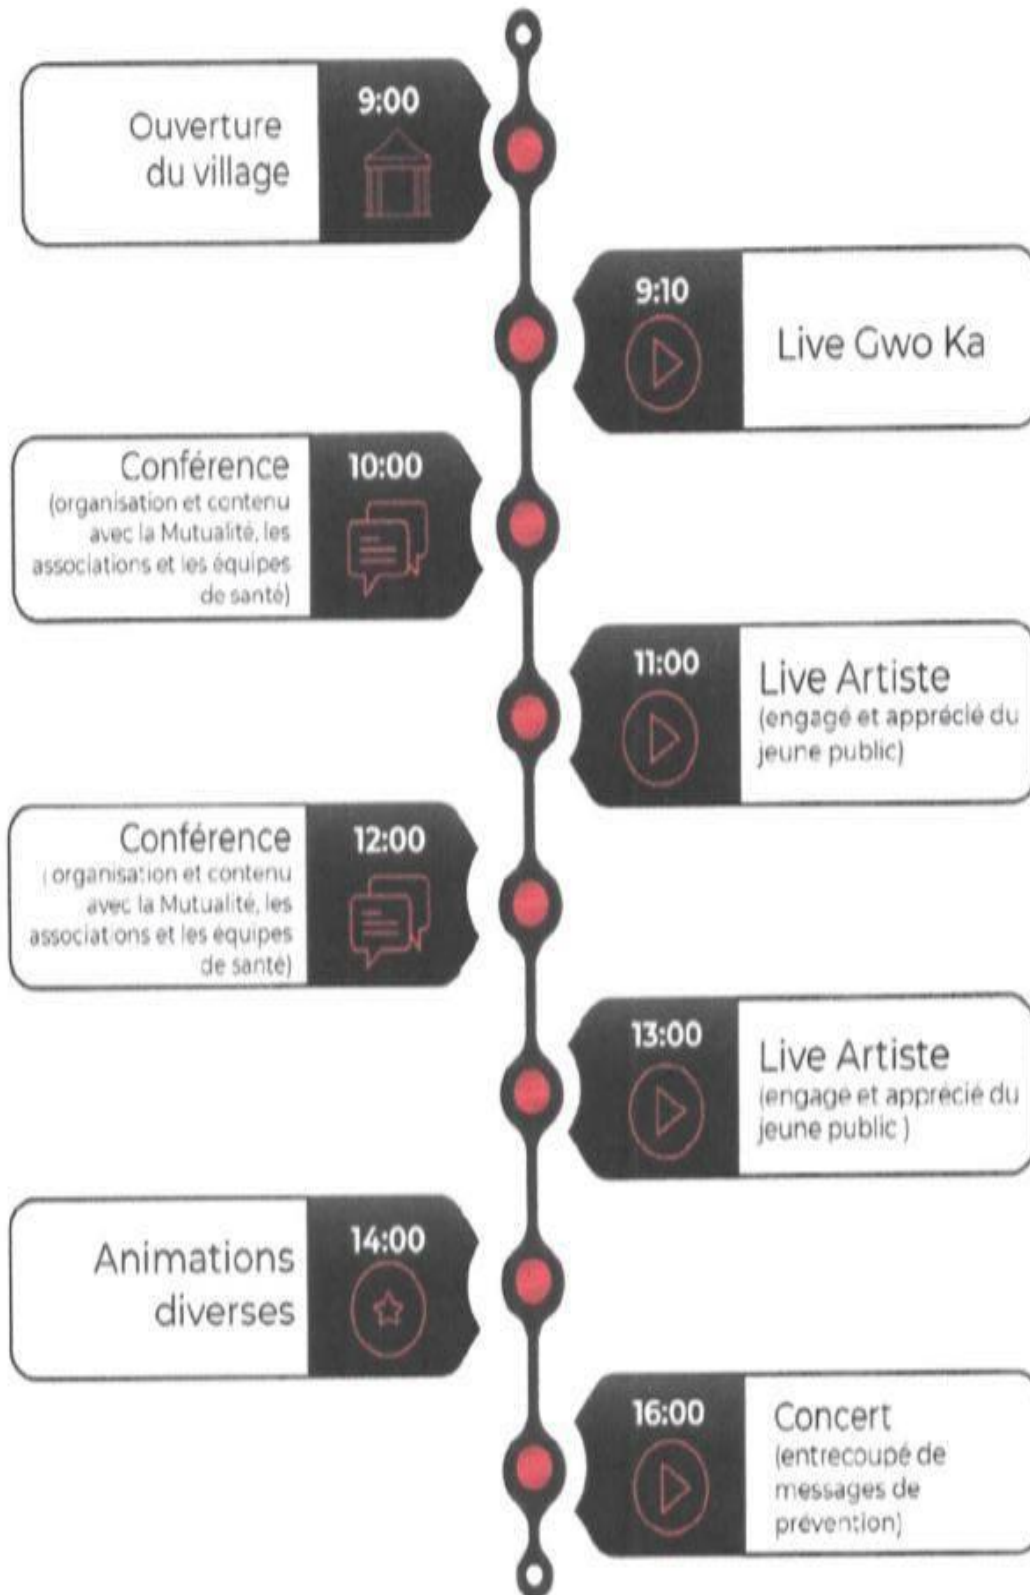 9:00
Ouverture
du village
9:10
Live Gwo Ka
10:00
Conférence
(organisation et contenu
avec la Mutualité, les
associations et les équipes
de santé)
11:00
Live Artiste
(engagé et apprécié du
jeune public)
12:00
Conférence
( organisation et contenu
avec la Mutualité, les
associations et les équipes
de santé)
13:00
Live Artiste
(engagé et apprécié du
jeune public )
14:00
Animations
diverses
16:00
Concert
(entrecoupé de
messages de
prévention)